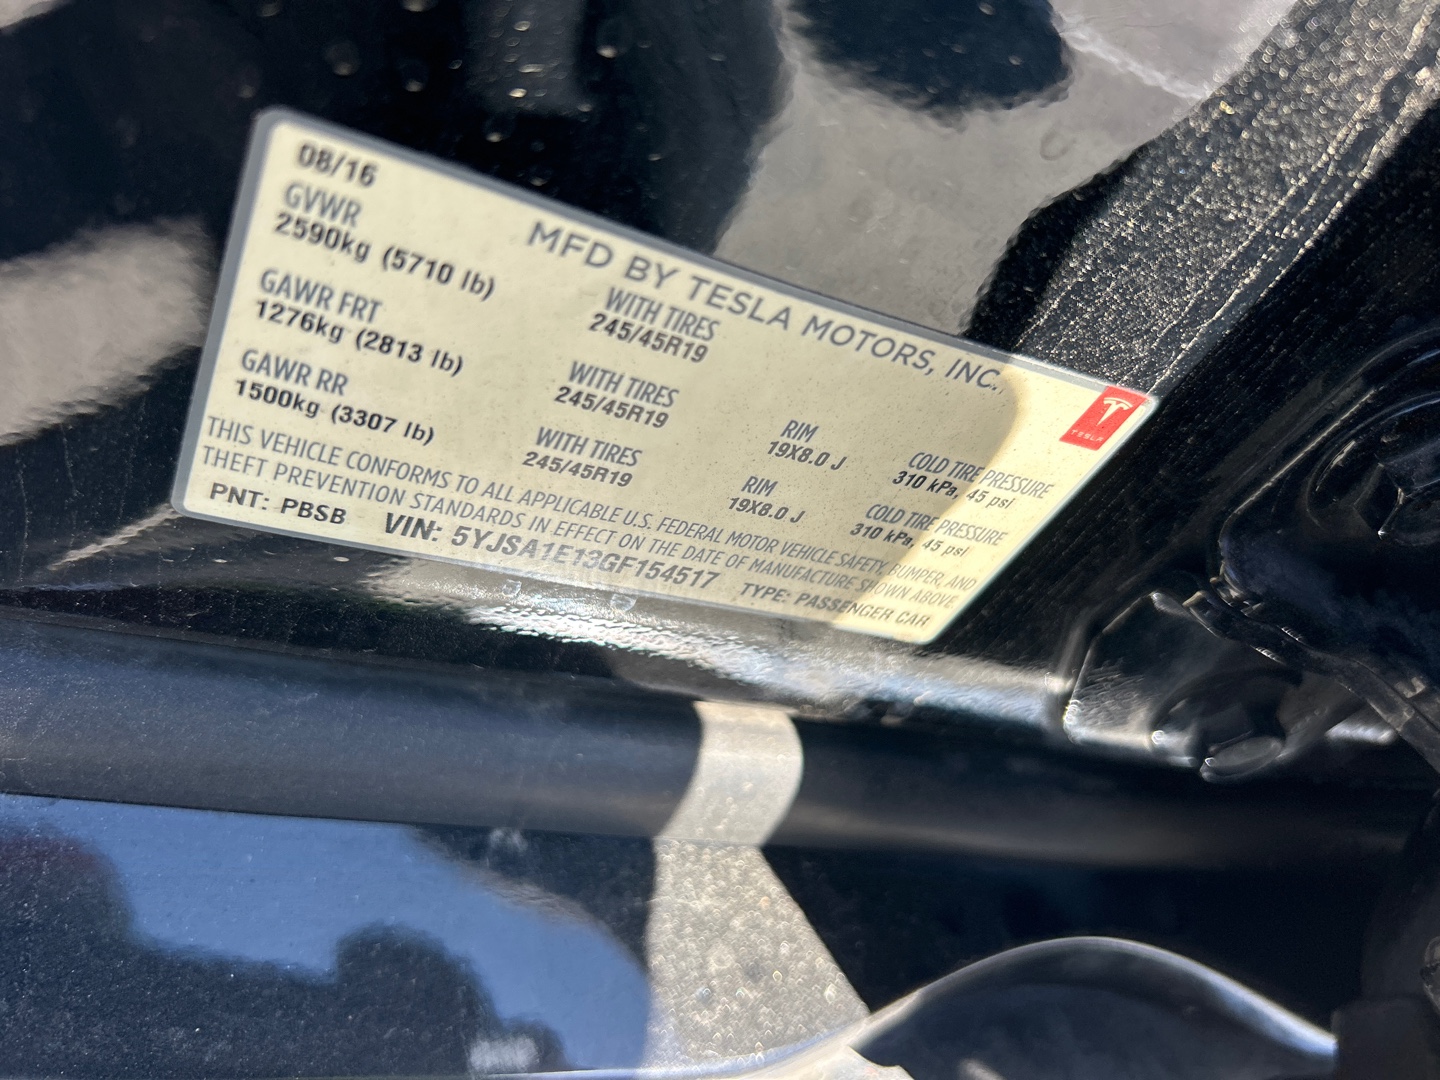 08/16
MFD BY TESLA MOTORS, INC.
GVWR
2590kg (5710 lb)
GAWR FRT WITH TIRES RIM COLD TIRE PRESSURE
1276kg (2813 lb) 245/45R19 19X8.0 J 310 kPa, 45 psi
GAWR RR WITH TIRES RIM COLD TIRE PRESSURE
1500kg (3307 lb) 245/45R19 19X8.0 J 310 kPa, 45 psi
WITH TIRES
245/45R19
THIS VEHICLE CONFORMS TO ALL APPLICABLE U.S. FEDERAL MOTOR VEHICLE SAFETY, BUMPER, AND
THEFT PREVENTION STANDARDS IN EFFECT ON THE DATE OF MANUFACTURE SHOWN ABOVE
PNT: PBSB VIN: 5YJSA1E13GF154517 TYPE: PASSENGER CAR
TESLA